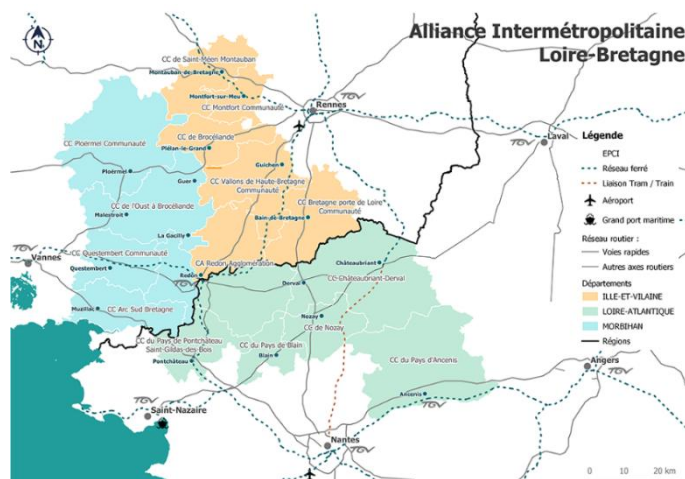 Alliance Intermétropolitaine
Loire-Bretagne
N
CC de Saint-Méen Montauban
Montauban-de-Bretagne
TGV
Montfort-sur-Meu
CC Montfort Communauté
Rennes
CC Ploërmel Communauté
CC de Brocéliande
Plélan-le-Grand
TGV
Laval
Ploërmel
Guichen
Guer
CC Vallons de Haute-Bretagne
Communauté
CC de l'Oust à Brocéliande
Malestroit
CC Bretagne porte de Loire
Communauté
Bain-de-Bretagne
La Gacilly
TGV
Vannes
CC Questembert Communauté
Questembert
CA Redon Agglomération
Redon
TGV
Châteaubriant
CC Châteaubriant-Derval
Derval
Muzillac
CC Arc Sud Bretagne
Nozay
CC de Nozay
CC du Pays de Pontchâteau
Saint-Gildas des Bois
CC du Pays de Blain
Blain
Pontchâteau
CC du Pays d'Ancenis
Angers
TGV
Ancenis
TGV
TGV
Saint-Nazaire
Nantes
TGV
Légende
EPCI
Réseau ferré
Liaison Tram / Train
Aéroport
Grand port maritime
Réseau routier :
Voies rapides
Autres axes routiers
Départements
ILLE-ET-VILAINE
LOIRE-ATLANTIQUE
MORBIHAN
Régions
0 10 20 km